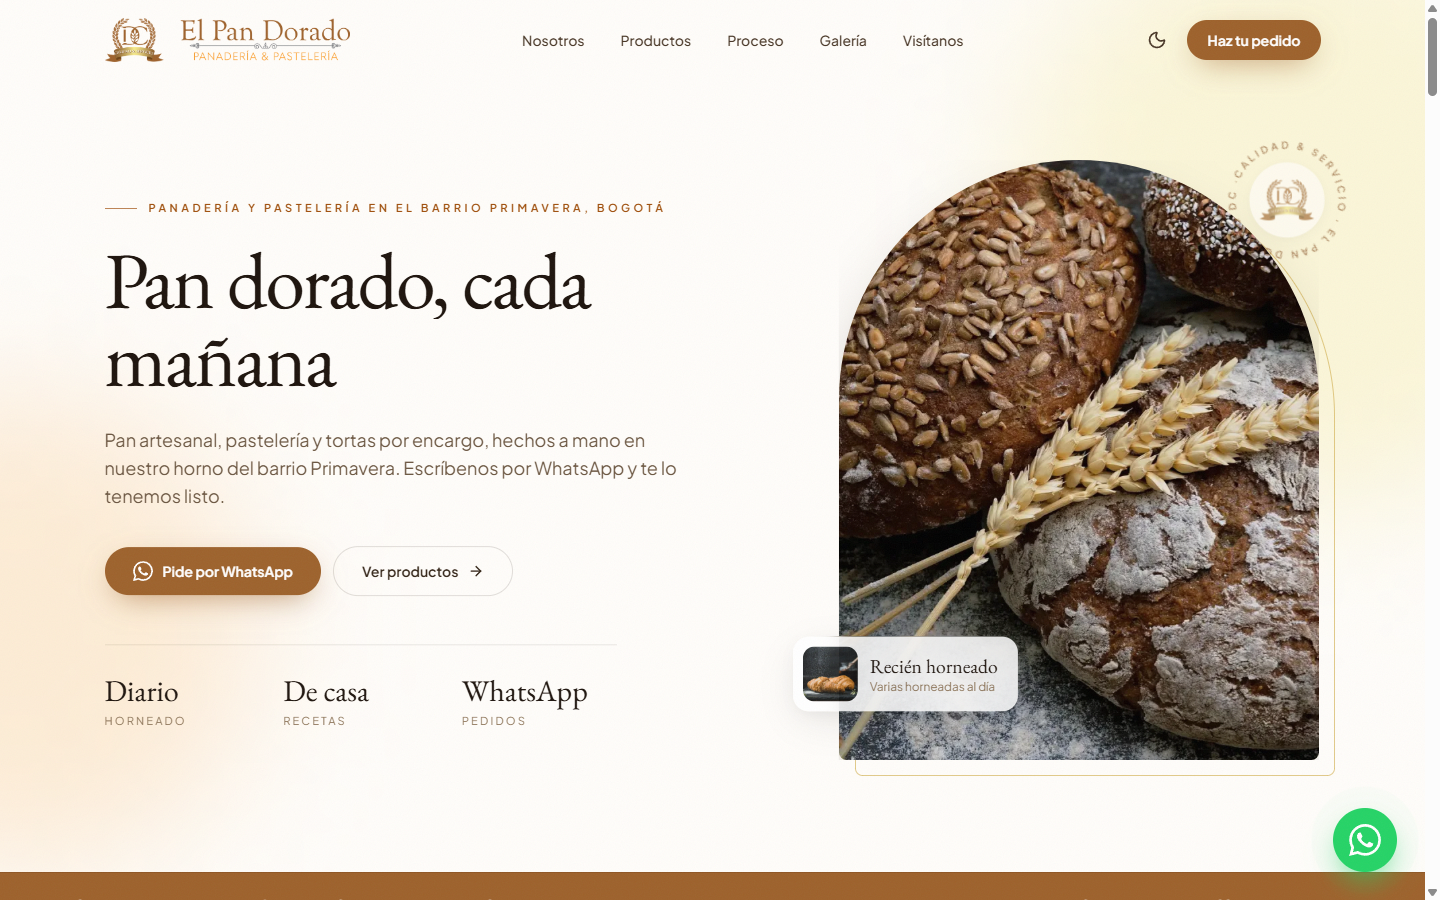 El Pan Dorado
PANADERÍA & PASTELERÍA
Nosotros
Productos
Proceso
Galería
Visítanos
Haz tu pedido
PANADERÍA Y PASTELERÍA EN EL BARRIO PRIMAVERA, BOGOTÁ
Pan dorado, cada
mañana
Pan artesanal, pastelería y tortas por encargo, hechos a mano en
nuestro horno del barrio Primavera. Escríbenos por WhatsApp y te lo
tenemos listo.
Pide por WhatsApp
Ver productos
Diario
HORNEADO
De casa
RECETAS
WhatsApp
PEDIDOS
CALIDAD & SERVICIO · EL PAN
Recién horneado
Varias horneadas al día